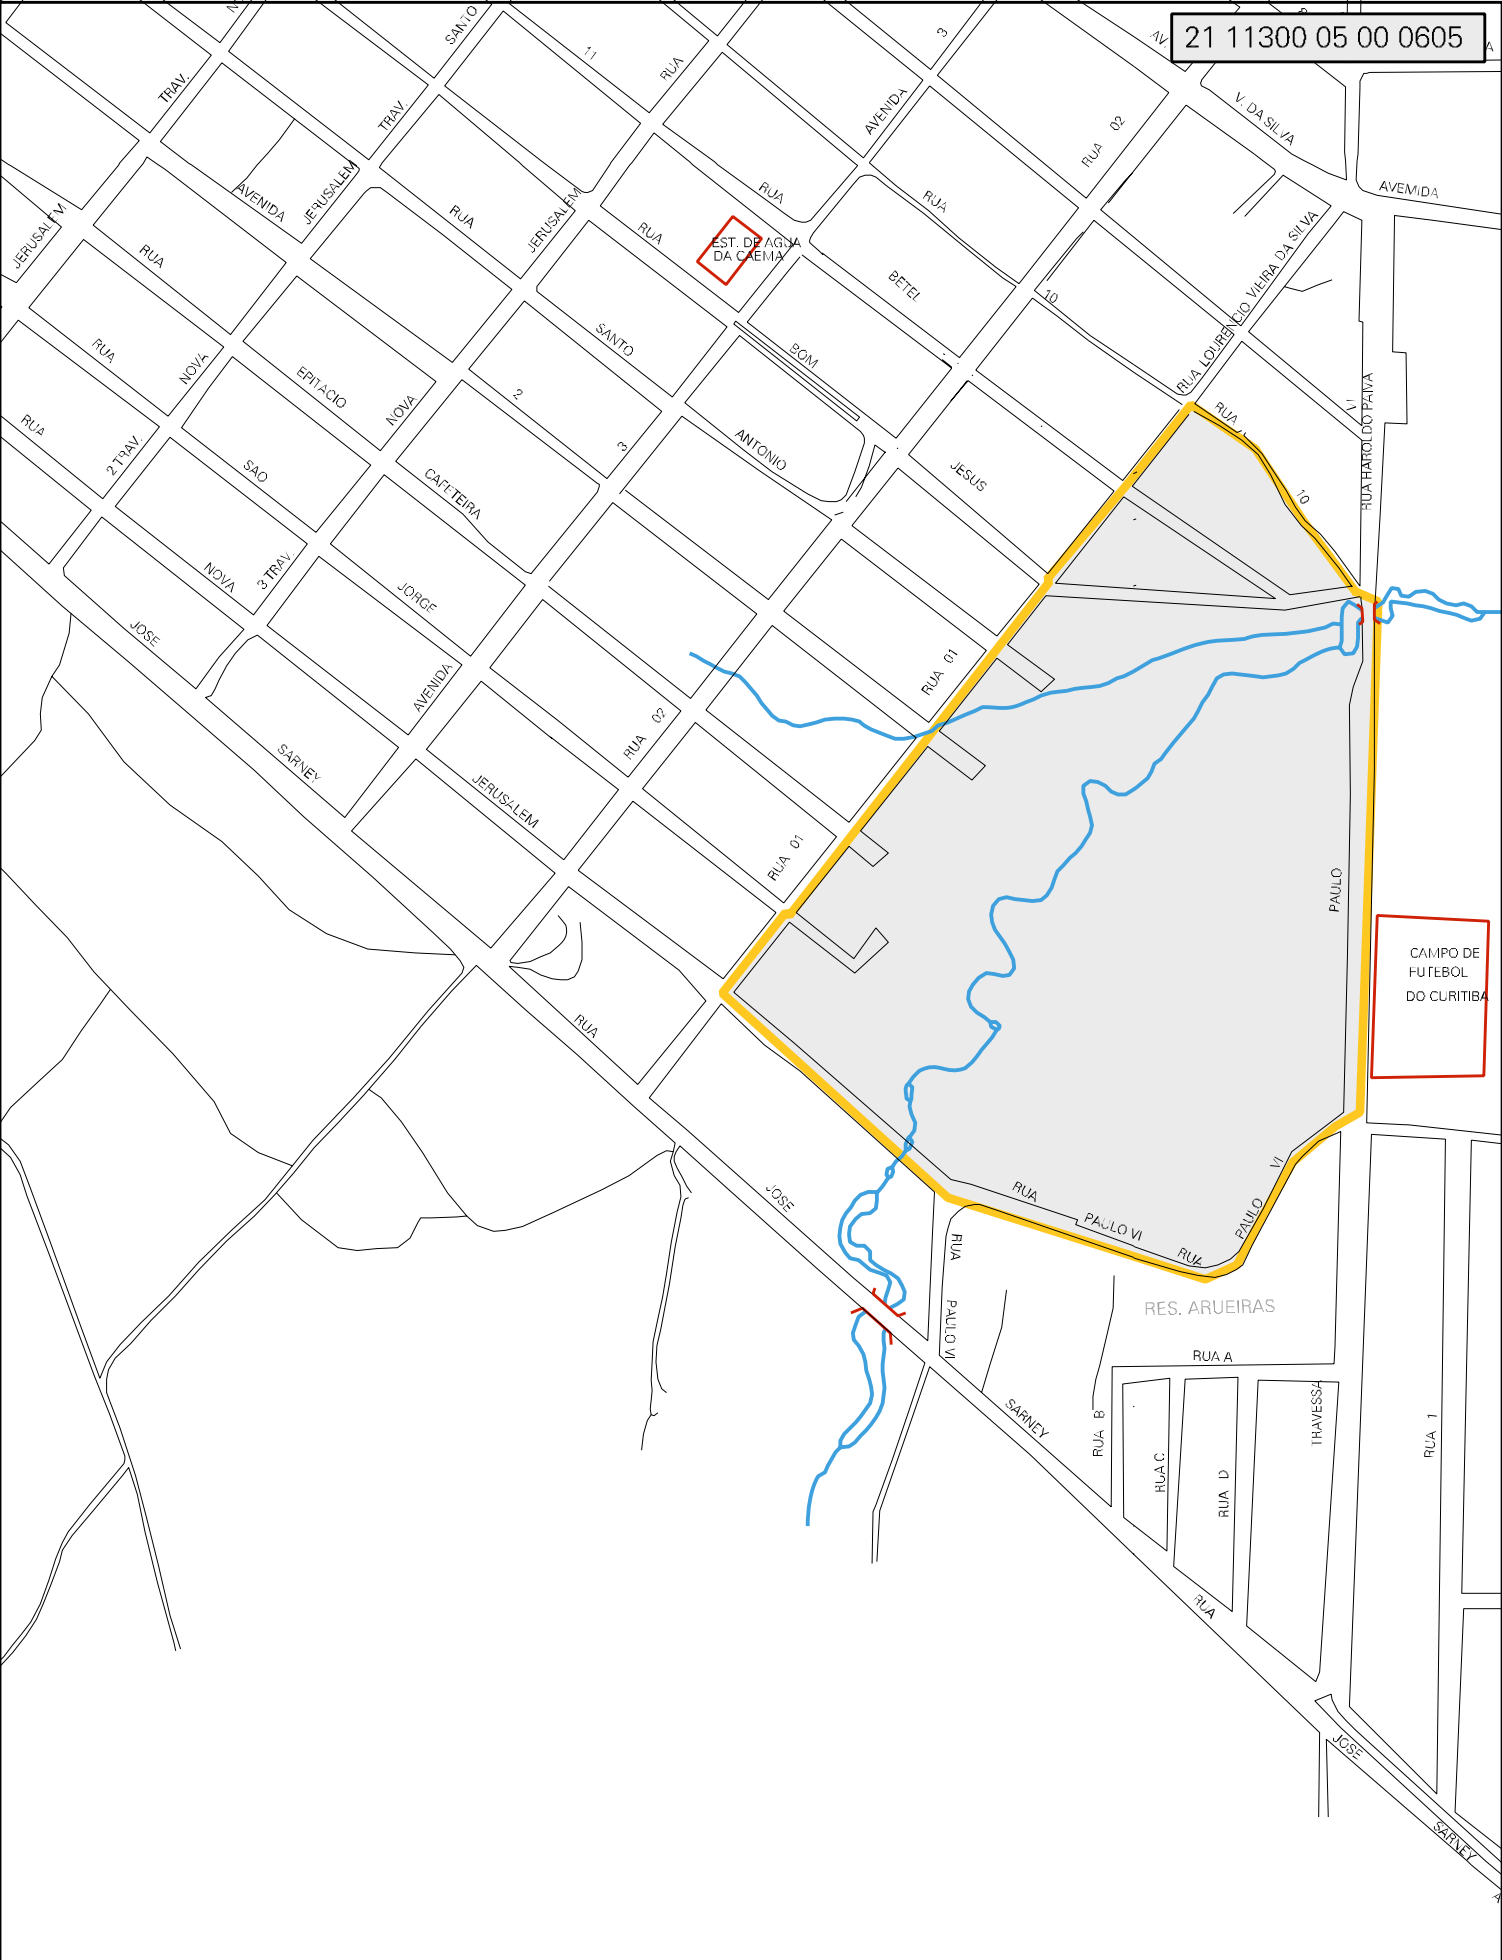 21 11300 05 00 0605
SANTO
11
RUA
3
AV.
TRAV.
TRAV.
AVENIDA
RUA 02
V. DA SILVA
AVEMIDA
JERUSALEM
AVENIDA
JERUSALEM
RUA
JERUSALEM
RUA
RUA
RUA
EST. DE AGUA
DA CAEMA
RUA
BETEL
10
RUA LOURENCIO VIEIRA DA SILVA
RUA
NOVA
EPITACIO
NOVA
SANTO
2
3
BOM
ANTONIO
JESUS
RUA
10
VI
RUA HAROLDO PAIVA
RUA
2 TRAV.
SAO
CAFETEIRA
NOVA
3 TRAV.
JORGE
JOSE
AVENIDA
RUA 01
RUA 02
SARNEY
JERUSALEM
RUA 01
PAULO
CAMPO DE
FUTEBOL
DO CURITIBA
RUA
JOSE
RUA
PAULO VI
RUA
PAULO
VI
RUA
PAULO VI
RES. ARUEIRAS
RUA A
SARNEY
RUA B
RUA C
RUA D
TRAVESSA
RUA 1
RUA
JOSE
SARNEY